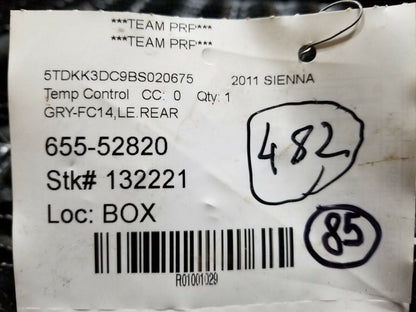 ***TEAM PRP***
***TEAM PRP***
5TDKK3DC9BS020675 2011 SIENNA
Temp Control CC: 0 Qty: 1
GRY-FC14,LE.REAR
655-52820
482
Stk# 132221
Loc: BOX
85
R01001029